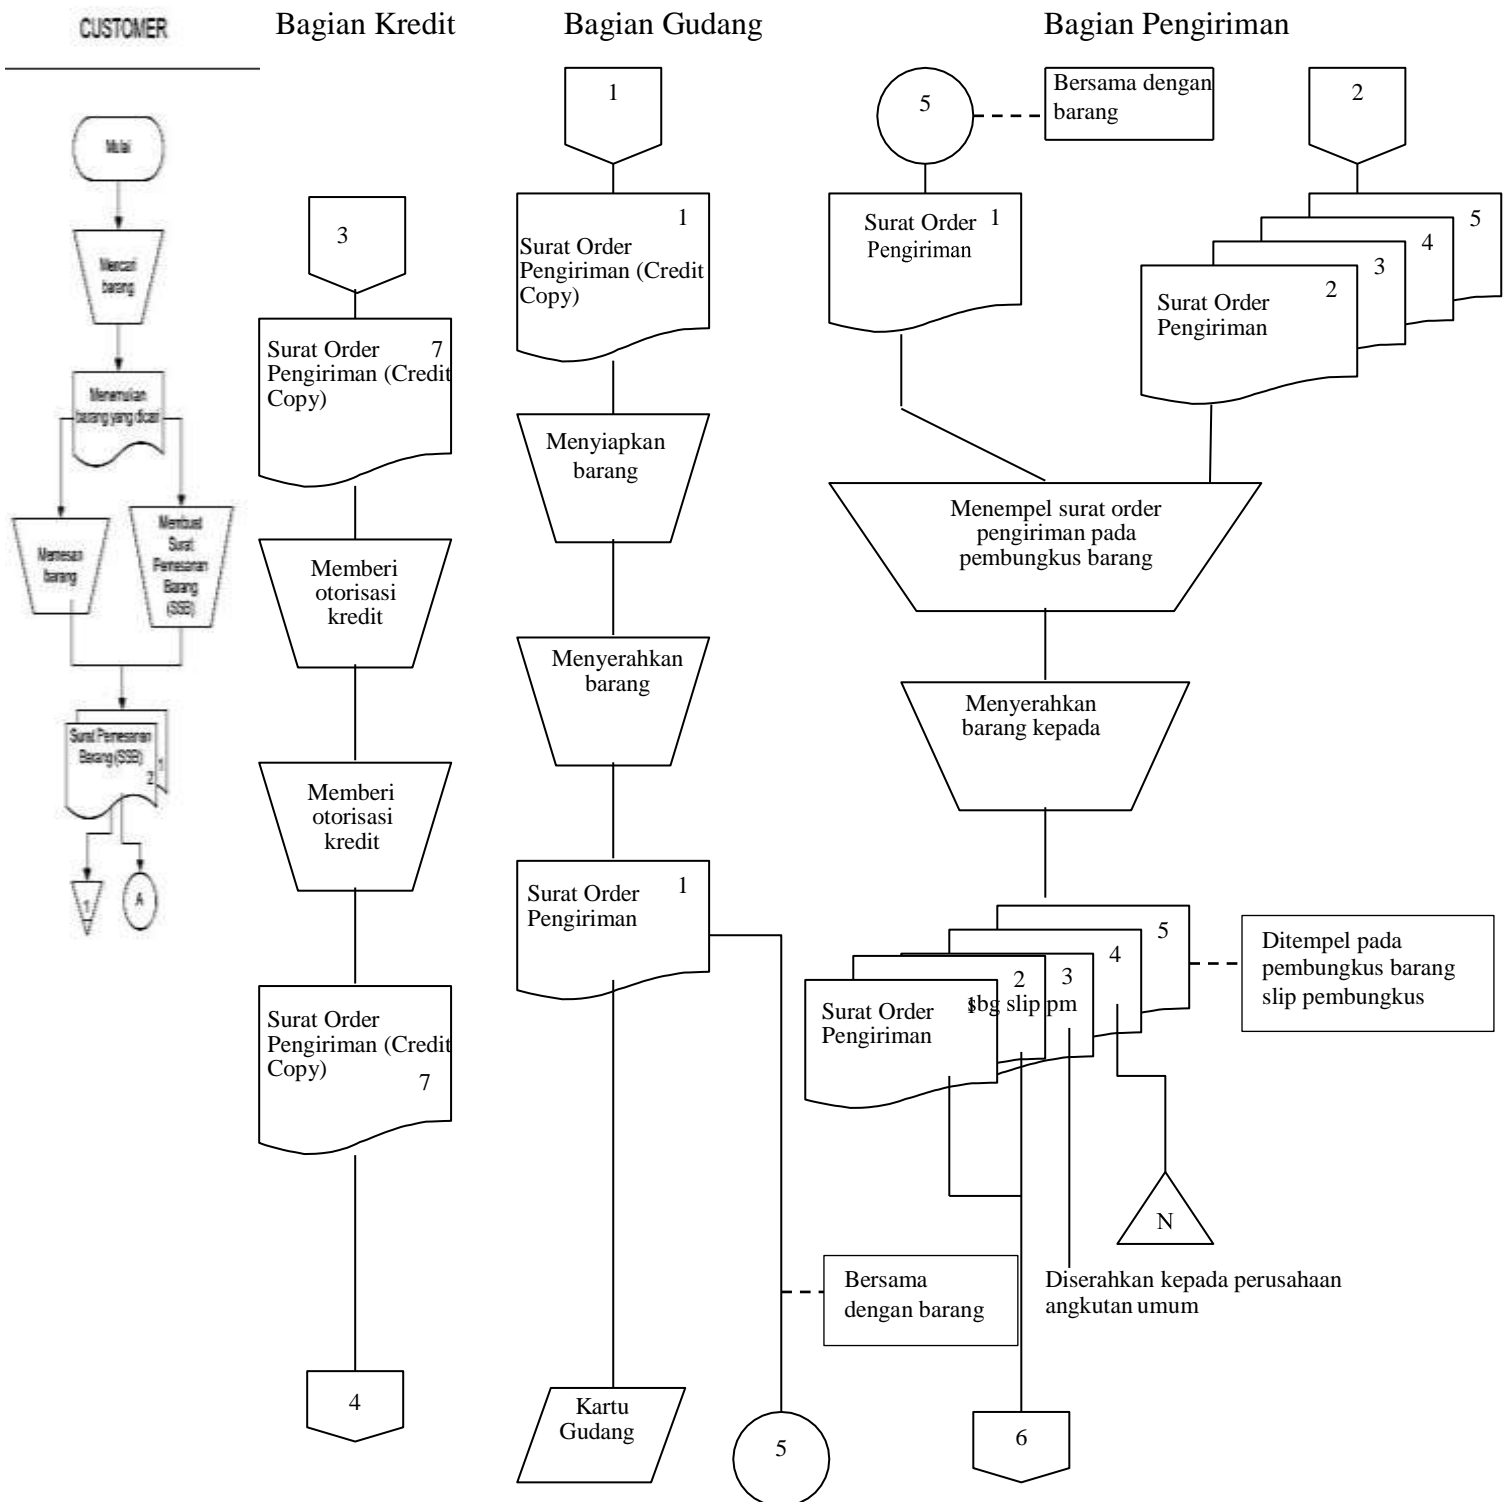 CUSTOMER
Mulai
Mencari
barang
Menemukan
barang yang dicari
Memesan
barang
Membuat
Surat
Pemesanan
Barang
(SSB)
Surat Pemesanan
Barang (SSB)
2
1
1
A
Bagian Kredit
3
Surat Order 7
Pengiriman (Credit
Copy)
Memberi
otorisasi
kredit
Memberi
otorisasi
kredit
Surat Order
Pengiriman (Credit
Copy)
7
4
Bagian Gudang
1
1
Surat Order
Pengiriman (Credit
Copy)
Menyiapkan
barang
Menyerahkan
barang
Surat Order 1
Pengiriman
Kartu
Gudang
5
Bersama
dengan barang
Bagian Pengiriman
5
Bersama dengan
barang
2
Surat Order 1
Pengiriman
5
4
3
2
Surat Order
Pengiriman
Menempel surat order
pengiriman pada
pembungkus barang
Menyerahkan
barang kepada
5
4
3
2
sbg slip pm
1
Surat Order
Pengiriman
Ditempel pada
pembungkus barang
slip pembungkus
N
Diserahkan kepada perusahaan
angkutan umum
6